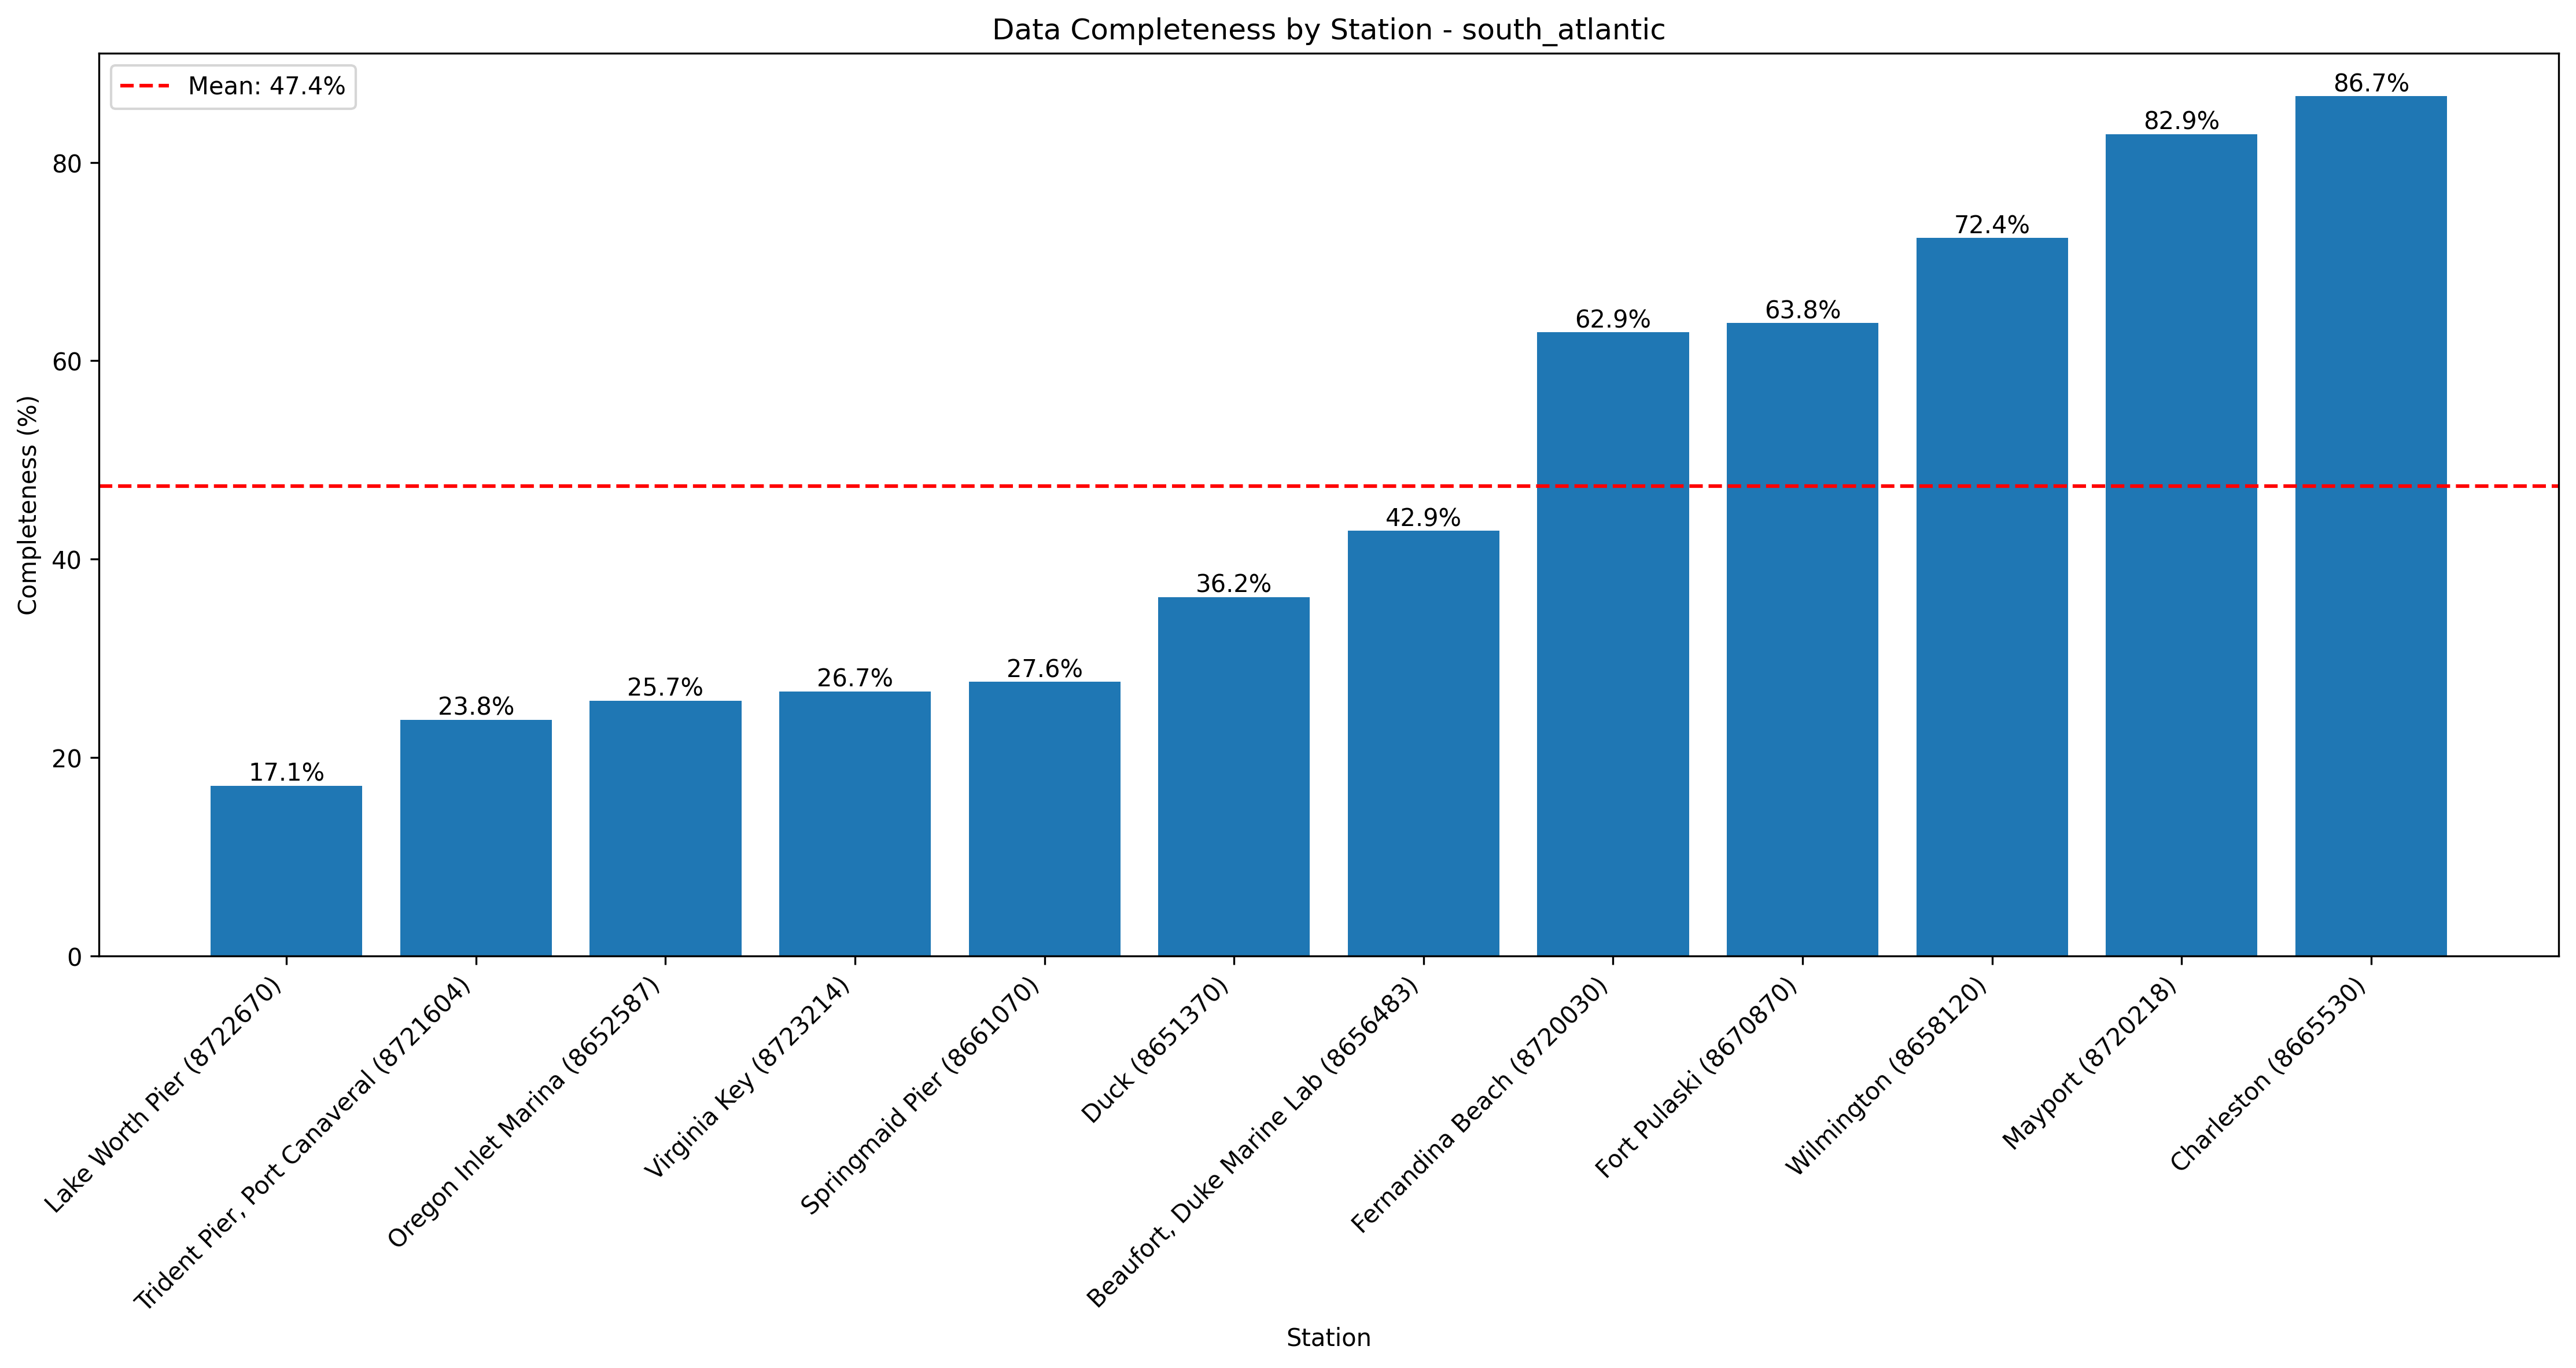 Data Completeness by Station - south_atlantic
Mean: 47.4%
Completeness (%)
80
60
40
20
0
17.1%
23.8%
25.7%
26.7%
27.6%
36.2%
42.9%
62.9%
63.8%
72.4%
82.9%
86.7%
Lake Worth Pier (8722670)
Trident Pier, Port Canaveral (8721604)
Oregon Inlet Marina (8652587)
Virginia Key (8723214)
Springmaid Pier (8661070)
Duck (8651370)
Beaufort, Duke Marine Lab (8656483)
Fernandina Beach (8720030)
Fort Pulaski (8670870)
Wilmington (8658120)
Mayport (8720218)
Charleston (8665530)
Station